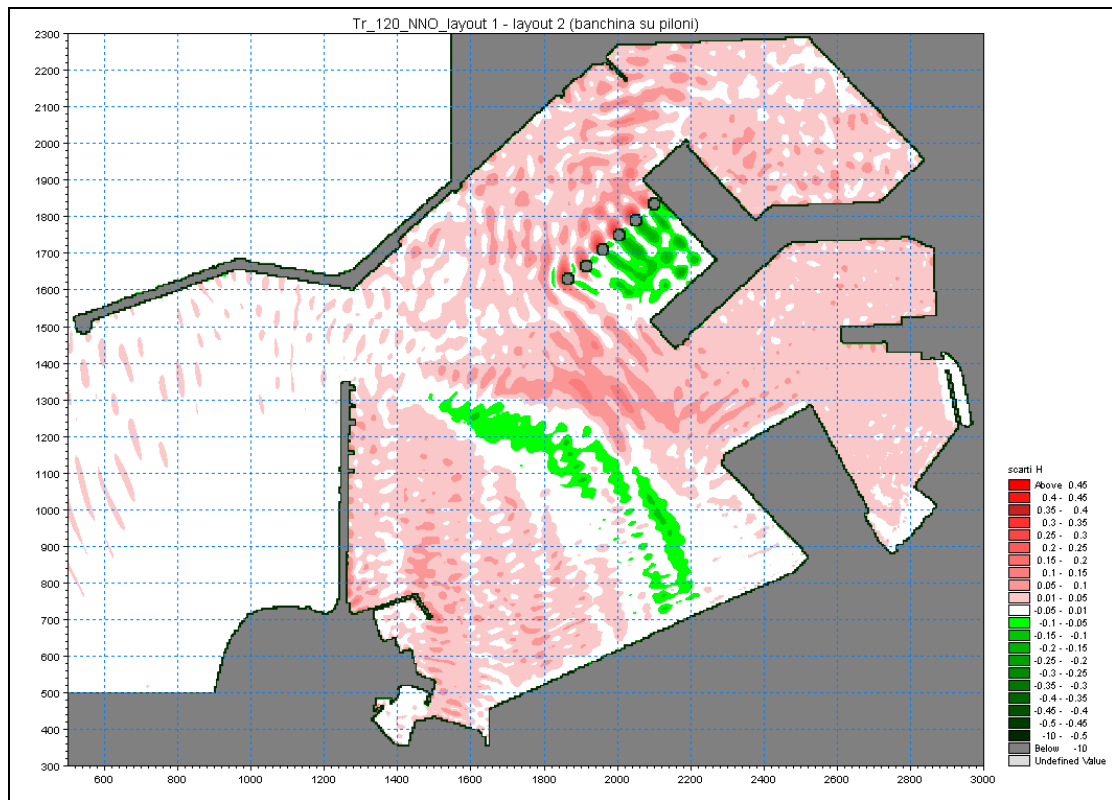 Tr_120_NNO_layout 1 - layout 2 (banchina su piloni)
2300
2200
2100
2000
1900
1800
1700
1600
1500
1400
1300
1200
1100
1000
900
800
700
600
500
400
300
600 800 1000 1200 1400 1600 1800 2000 2200 2400 2600 2800 3000
scarti H
Above 0.45
0.4 - 0.45
0.35 - 0.4
0.3 - 0.35
0.25 - 0.3
0.2 - 0.25
0.15 - 0.2
0.1 - 0.15
0.05 - 0.1
0.01 - 0.05
-0.05 - 0.01
-0.1 - -0.05
-0.15 - -0.1
-0.2 - -0.15
-0.25 - -0.2
-0.3 - -0.25
-0.35 - -0.3
-0.4 - -0.35
-0.45 - -0.4
-0.5 - -0.45
-10 - -0.5
Below -10
Undefined Value